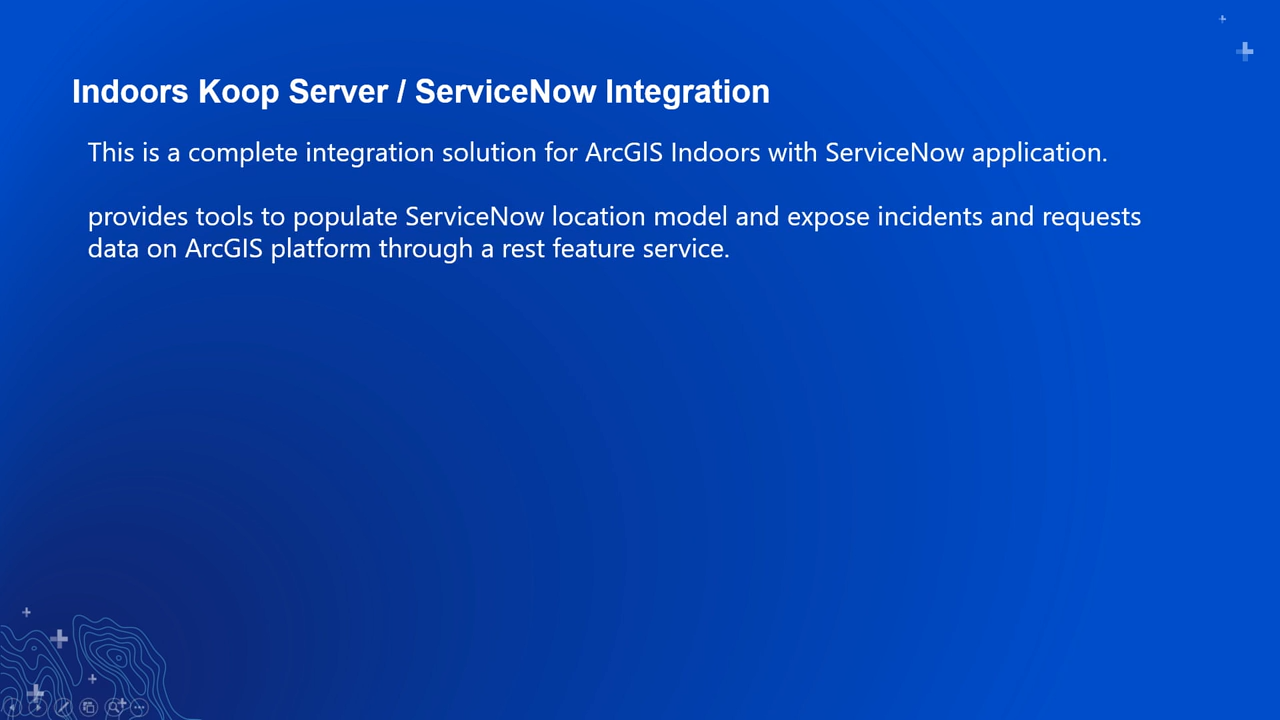 Indoors Koop Server / ServiceNow Integration
This is a complete integration solution for ArcGIS Indoors with ServiceNow application.
provides tools to populate ServiceNow location model and expose incidents and requests
data on ArcGIS platform through a rest feature service.